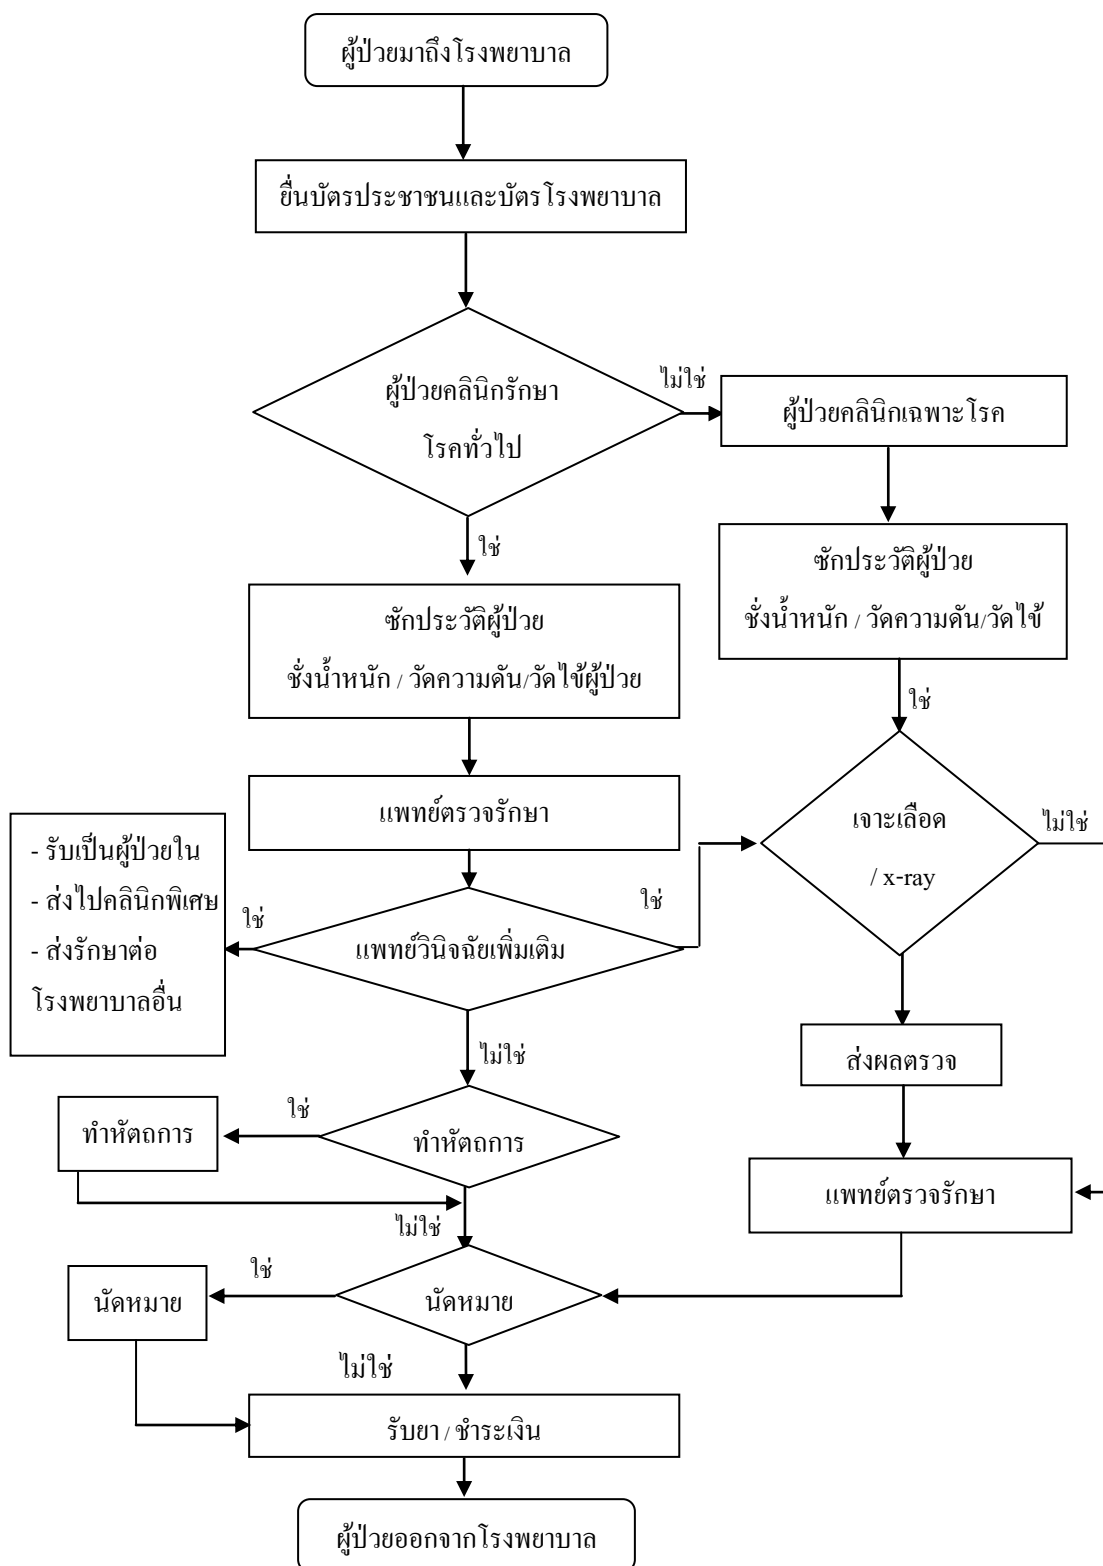 ผู้ป่วยมาถึงโรงพยาบาล
ยื่นบัตรประชาชนและบัตรโรงพยาบาล
ผู้ป่วยคลินิกรักษา
โรคทั่วไป
ไม่ใช่
ผู้ป่วยคลินิกเฉพาะโรค
ใช่
ซักประวัติผู้ป่วย
ชั่งน้ำหนัก / วัดความดัน/วัดไข้
ซักประวัติผู้ป่วย
ชั่งน้ำหนัก / วัดความดัน/วัดไข้ผู้ป่วย
ใช่
แพทย์ตรวจรักษา
เจาะเลือด
/ x-ray
ไม่ใช่
- รับเป็นผู้ป่วยใน
- ส่งไปคลินิกพิเศษ
- ส่งรักษาต่อ
โรงพยาบาลอื่น
ใช่
แพทย์วินิจฉัยเพิ่มเติม
ใช่
ไม่ใช่
ส่งผลตรวจ
ทำหัตถการ
ใช่
ทำหัตถการ
แพทย์ตรวจรักษา
ไม่ใช่
นัดหมาย
ใช่
นัดหมาย
ไม่ใช่
รับยา / ชำระเงิน
ผู้ป่วยออกจากโรงพยาบาล